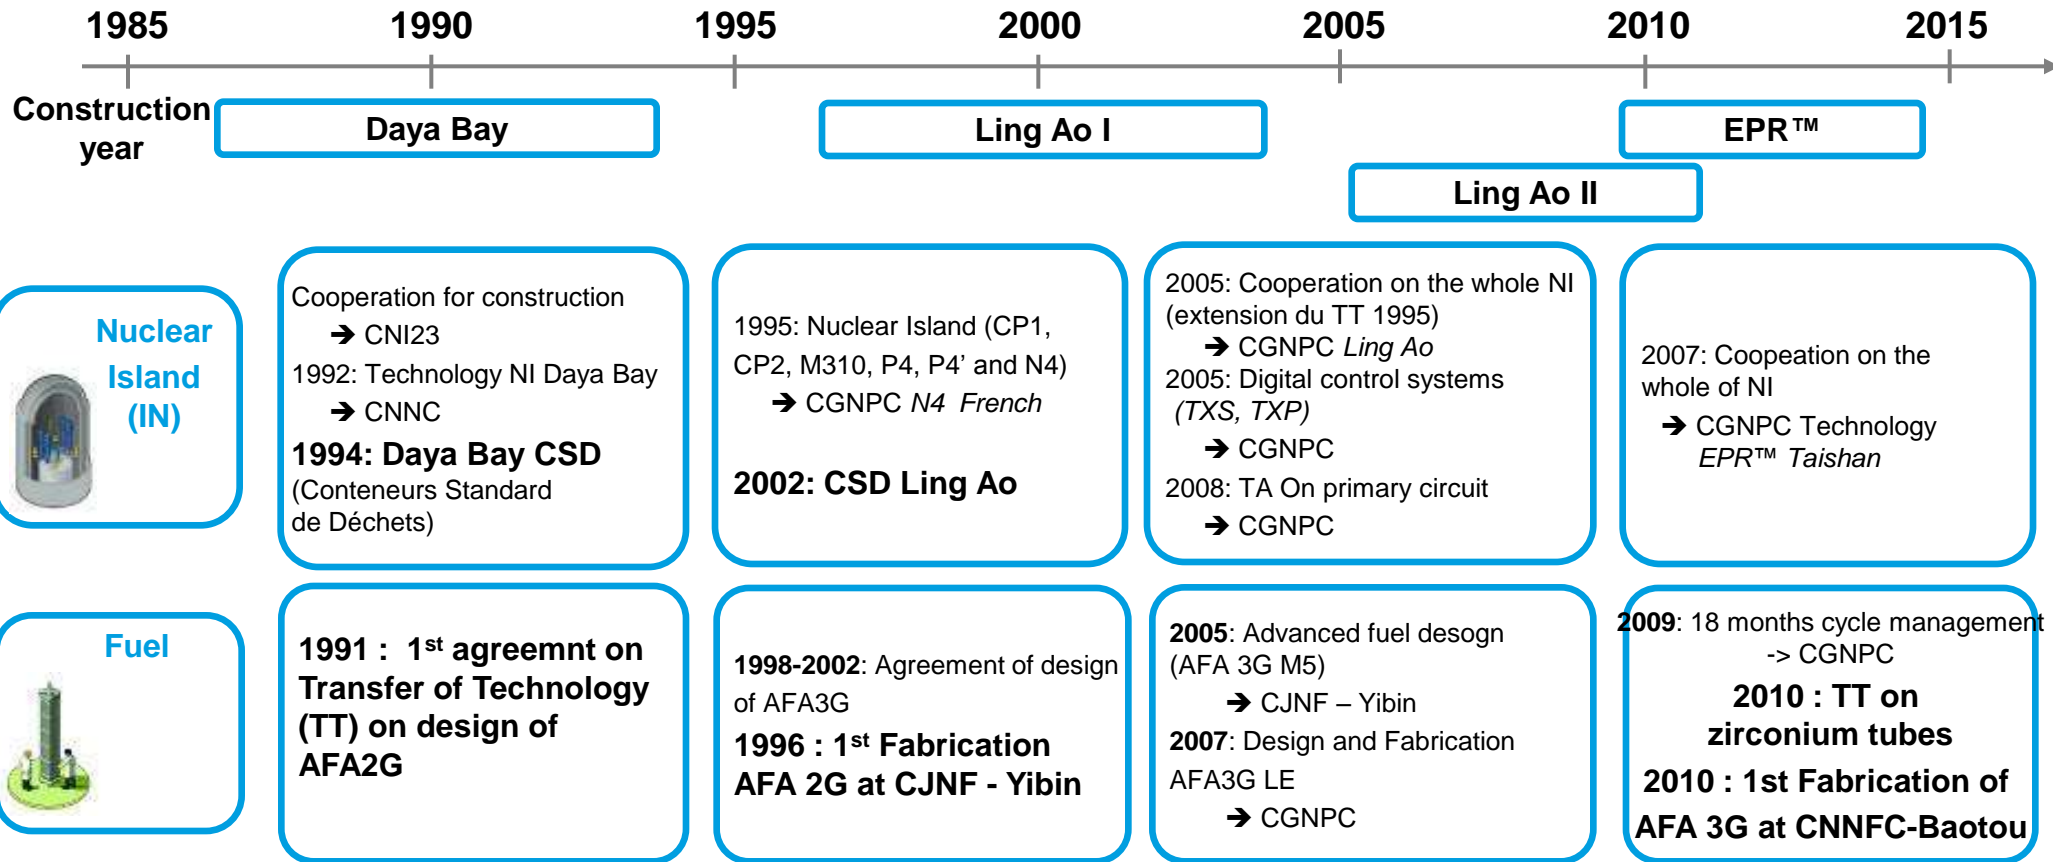 1985 1990 1995 2000 2005 2010 2015
Construction
year
Daya Bay
Ling Ao I
EPR™
Ling Ao II
Nuclear
Island
(IN)
Cooperation for construction
➔ CNI23
1992: Technology NI Daya Bay
➔ CNNC
1994: Daya Bay CSD
(Conteneurs Standard
de Déchets)
1995: Nuclear Island (CP1,
CP2, M310, P4, P4’ and N4)
➔ CGNPC N4 French
2002: CSD Ling Ao
2005: Cooperation on the whole NI
(extension du TT 1995)
➔ CGNPC Ling Ao
2005: Digital control systems
(TXS, TXP)
➔ CGNPC
2008: TA On primary circuit
➔ CGNPC
2007: Coopeation on the
whole of NI
➔ CGNPC Technology
EPR™ Taishan
Fuel
1991 : 1st agreemnt on
Transfer of Technology
(TT) on design of
AFA2G
1998-2002: Agreement of design
of AFA3G
1996 : 1st Fabrication
AFA 2G at CJNF - Yibin
2005: Advanced fuel desogn
(AFA 3G M5)
➔ CJNF – Yibin
2007: Design and Fabrication
AFA3G LE
➔ CGNPC
2009: 18 months cycle management
-> CGNPC
2010 : TT on
zirconium tubes
2010 : 1st Fabrication of
AFA 3G at CNNFC-Baotou